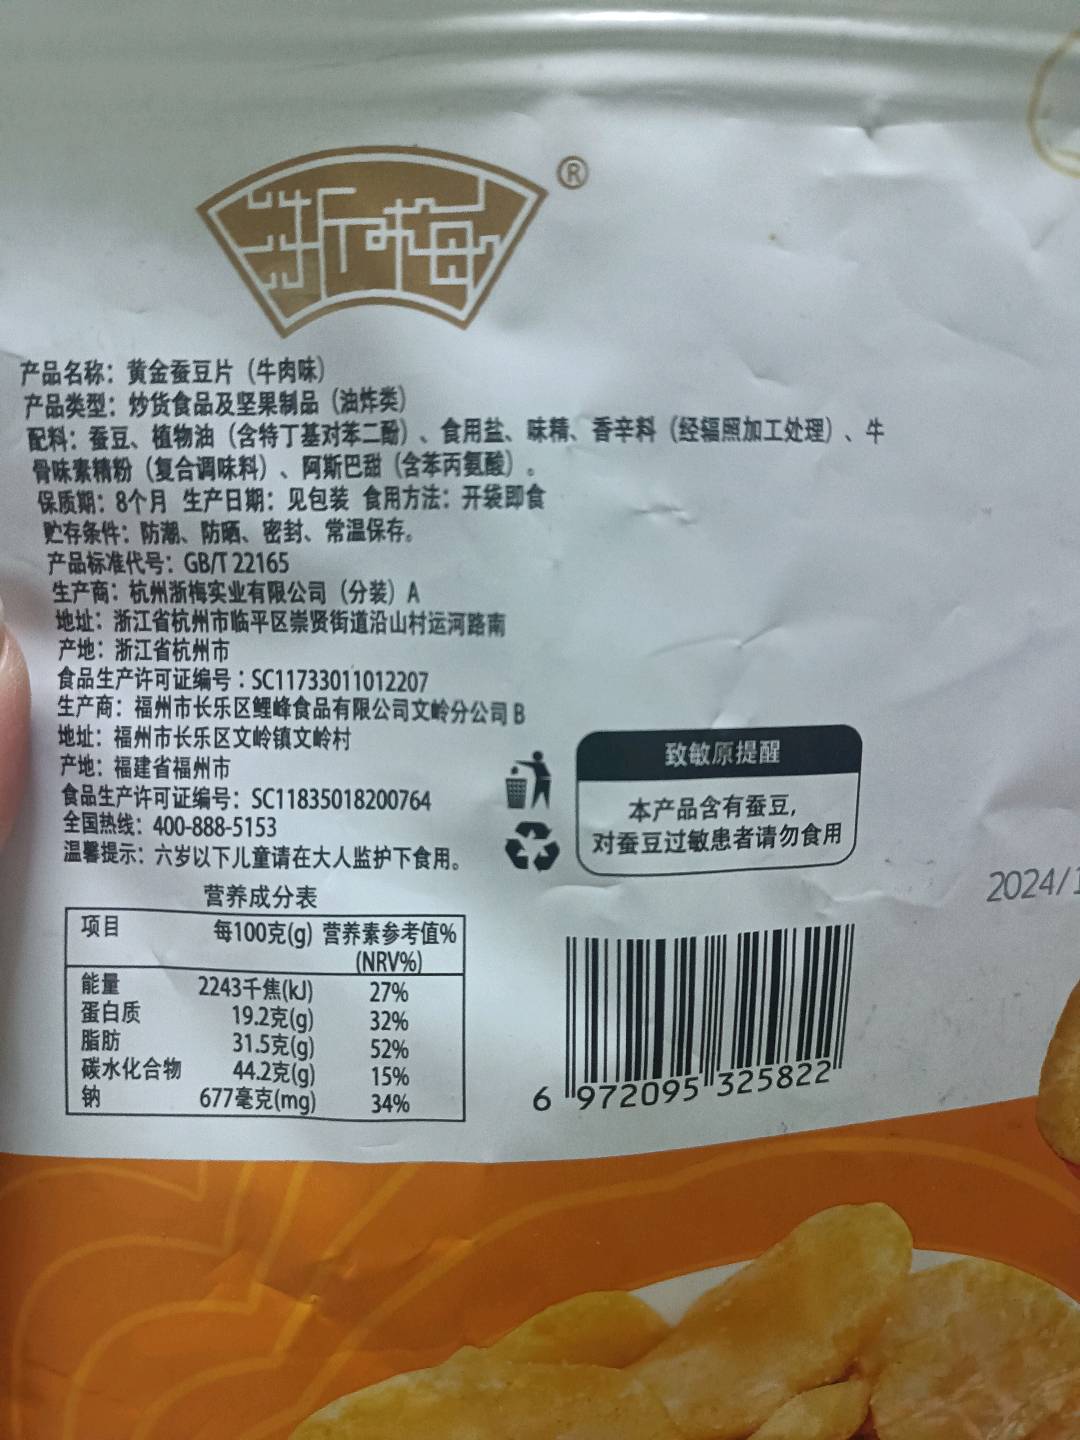 浙梅
®
产品名称：黄金蚕豆片（牛肉味）
产品类型：炒货食品及坚果制品（油炸类）
配料：蚕豆、植物油（含特丁基对苯二酚）、食用盐、味精、香辛料（经辐照加工处理）、牛
骨味素精粉（复合调味料）、阿斯巴甜（含苯丙氨酸）。
保质期：8个月 生产日期：见包装 食用方法：开袋即食
贮存条件：防潮、防晒、密封、常温保存。
产品标准代号：GB/T 22165
生产商：杭州浙梅实业有限公司（分装）A
地址：浙江省杭州市临平区崇贤街道沿山村运河路南
产地：浙江省杭州市
食品生产许可证编号：SC11733011012207
生产商：福州市长乐区鲤峰食品有限公司文岭分公司 B
地址：福州市长乐区文岭镇文岭村
产地：福建省福州市
食品生产许可证编号：SC11835018200764
全国热线：400-888-5153
温馨提示：六岁以下儿童请在大人监护下食用。
致敏原提醒
本产品含有蚕豆，
对蚕豆过敏患者请勿食用
营养成分表
项目 每100克(g) 营养素参考值%
(NRV%)
能量 2243千焦(kJ) 27%
蛋白质 19.2克(g) 32%
脂肪 31.5克(g) 52%
碳水化合物 44.2克(g) 15%
钠 677毫克(mg) 34%
6 972095 325822
2024/1